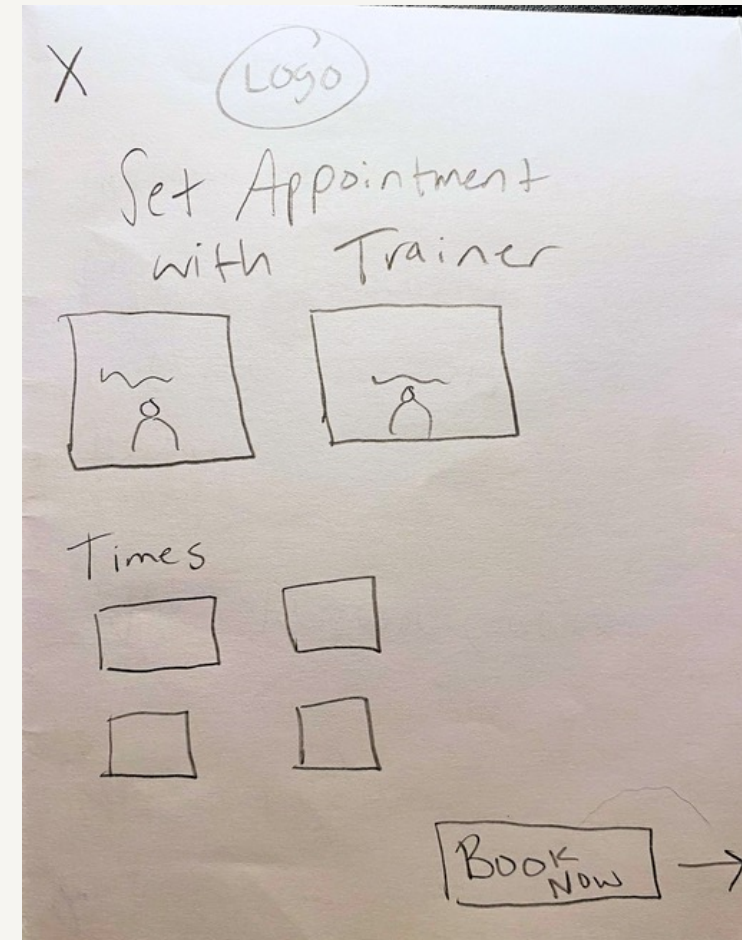 X
Logo
Set Appointment
with Trainer
Times
Book
Now